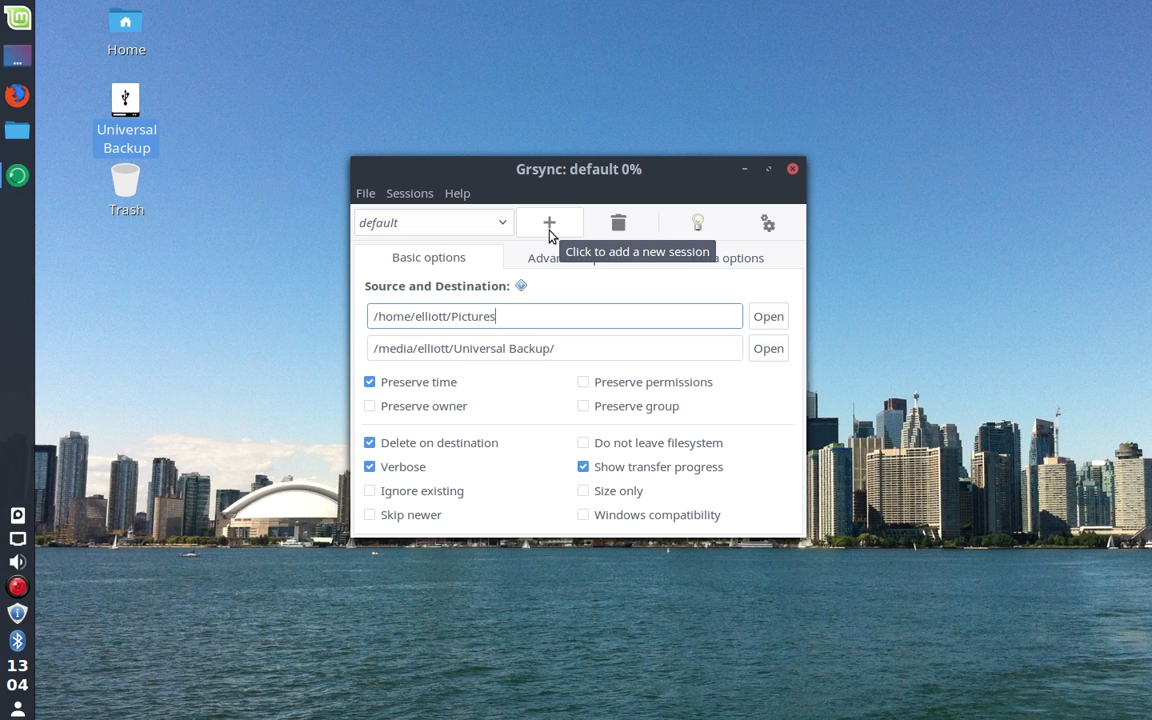 Home
Universal
Backup
Trash
Grsync: default 0%
File Sessions Help
default
Click to add a new session
Basic options
options
Source and Destination:
/home/elliott/Pictures
Open
/media/elliott/Universal Backup/
Open
Preserve time
Preserve permissions
Preserve owner
Preserve group
Delete on destination
Do not leave filesystem
Verbose
Show transfer progress
Ignore existing
Size only
Skip newer
Windows compatibility
13
04